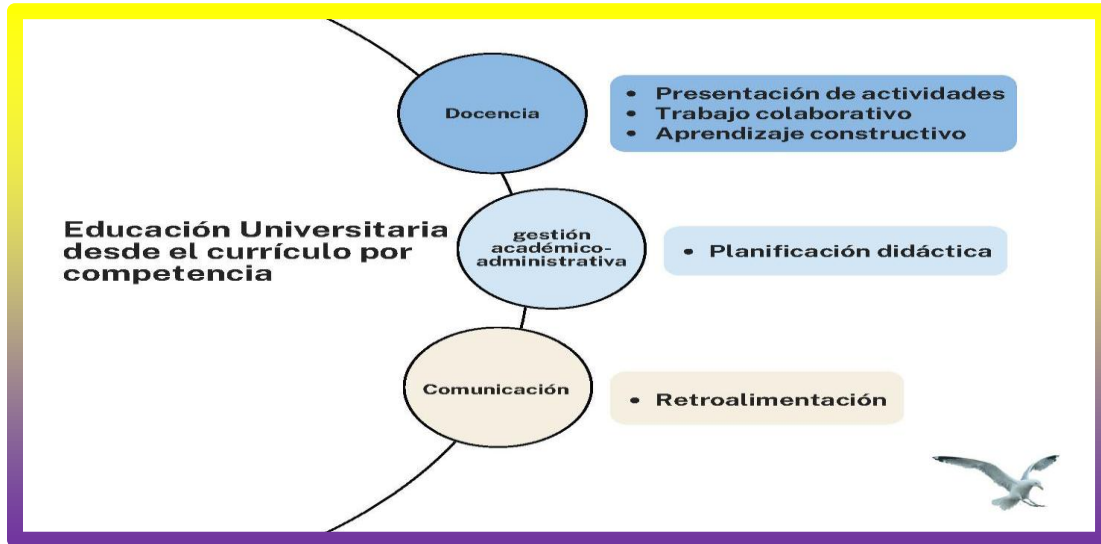 Docencia
• Presentación de actividades
• Trabajo colaborativo
• Aprendizaje constructivo
Educación Universitaria
desde el currículo por
competencia
gestión
académico-
administrativa
• Planificación didáctica
Comunicación
• Retroalimentación